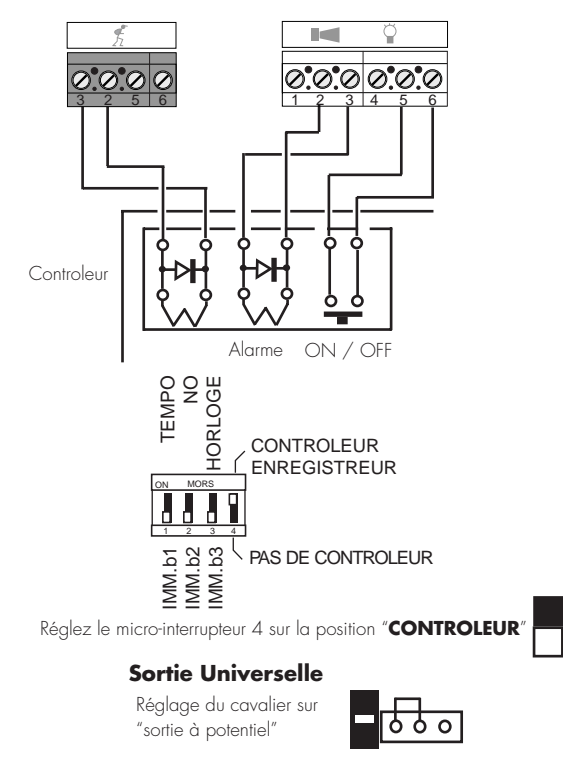 3 2 5 6
1 2 3 4 5 6
Controleur
Alarme ON / OFF
TEMPO
NO
HORLOGE
CONTROLEUR
ENREGISTREUR
ON MORS
1 2 3 4
IMM.b1
IMM.b2
IMM.b3
PAS DE CONTROLEUR
Réglez le micro-interrupteur 4 sur la position “CONTROLEUR”
Sortie Universelle
Réglage du cavalier sur
“sortie à potentiel”